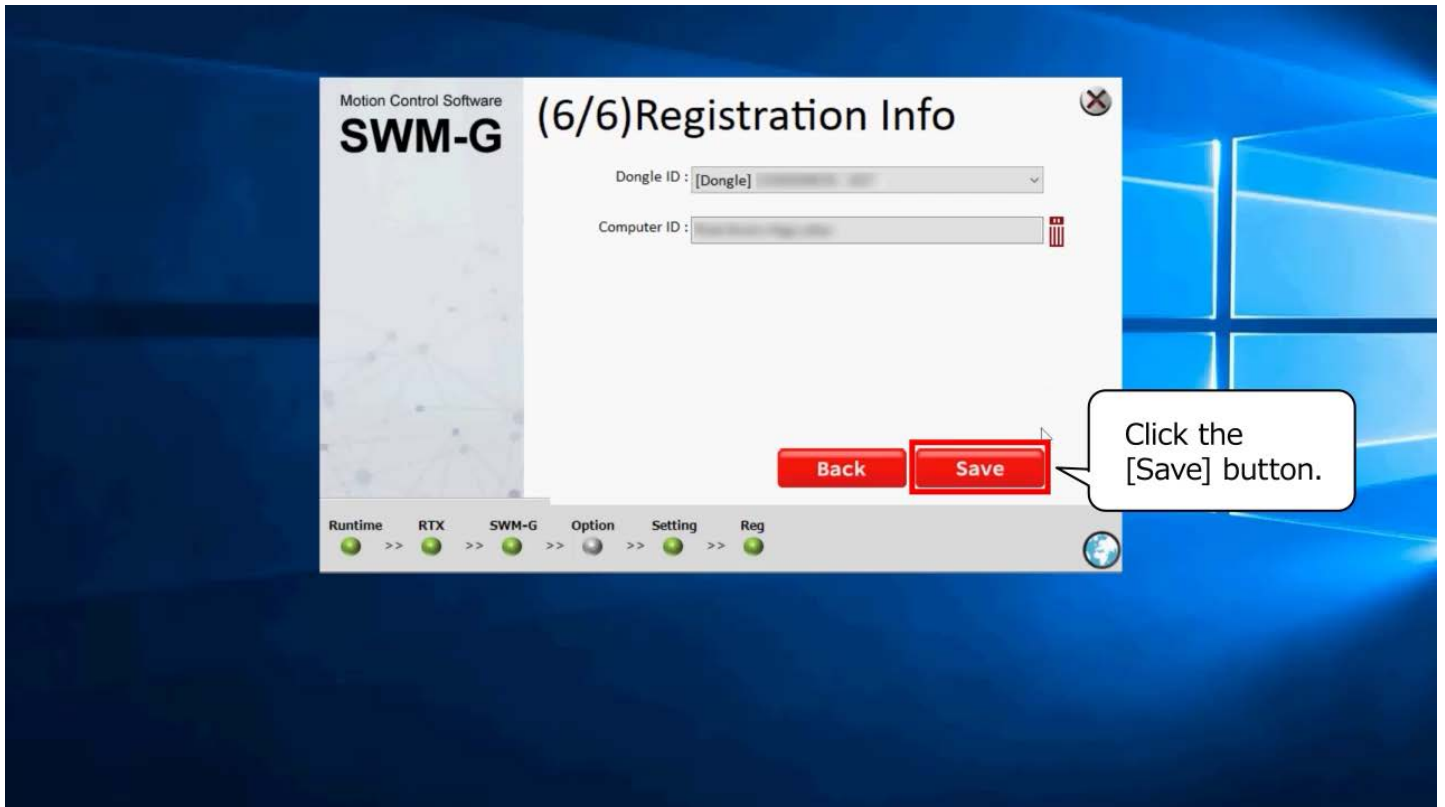 Motion Control Software
SWM-G
(6/6)Registration Info
Dongle ID : [Dongle]
Computer ID :
Click the
[Save] button.
Back Save
Runtime RTX SWM-G Option Setting Reg
>> >> >> >> >>